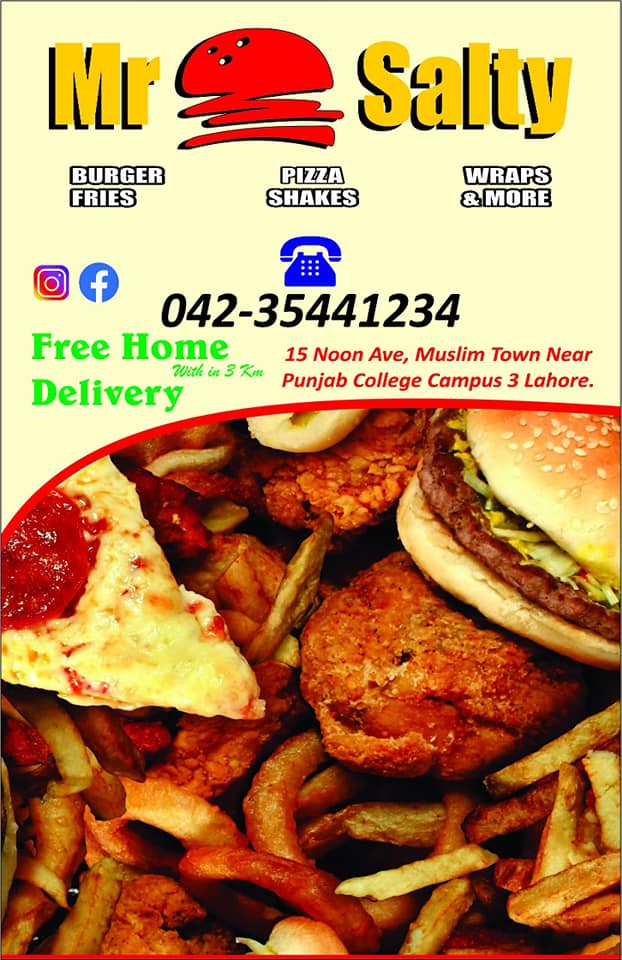 Mr Salty
BURGER
FRIES
PIZZA
SHAKES
WRAPS
& MORE
042-35441234
Free Home
With in 3 Km
Delivery
15 Noon Ave, Muslim Town Near
Punjab College Campus 3 Lahore.